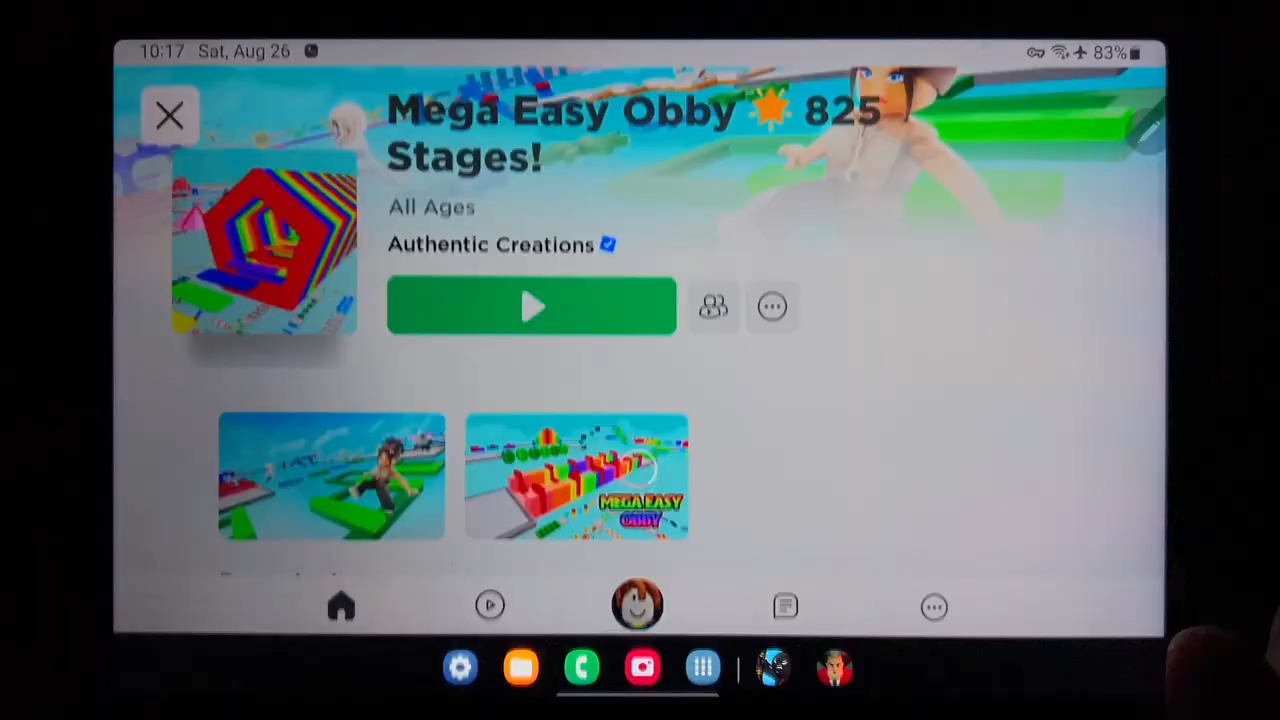 10:17 Sat, Aug 26
83%
Mega Easy Obby 825
Stages!
All Ages
Authentic Creations
MEGA EASY
OBBY